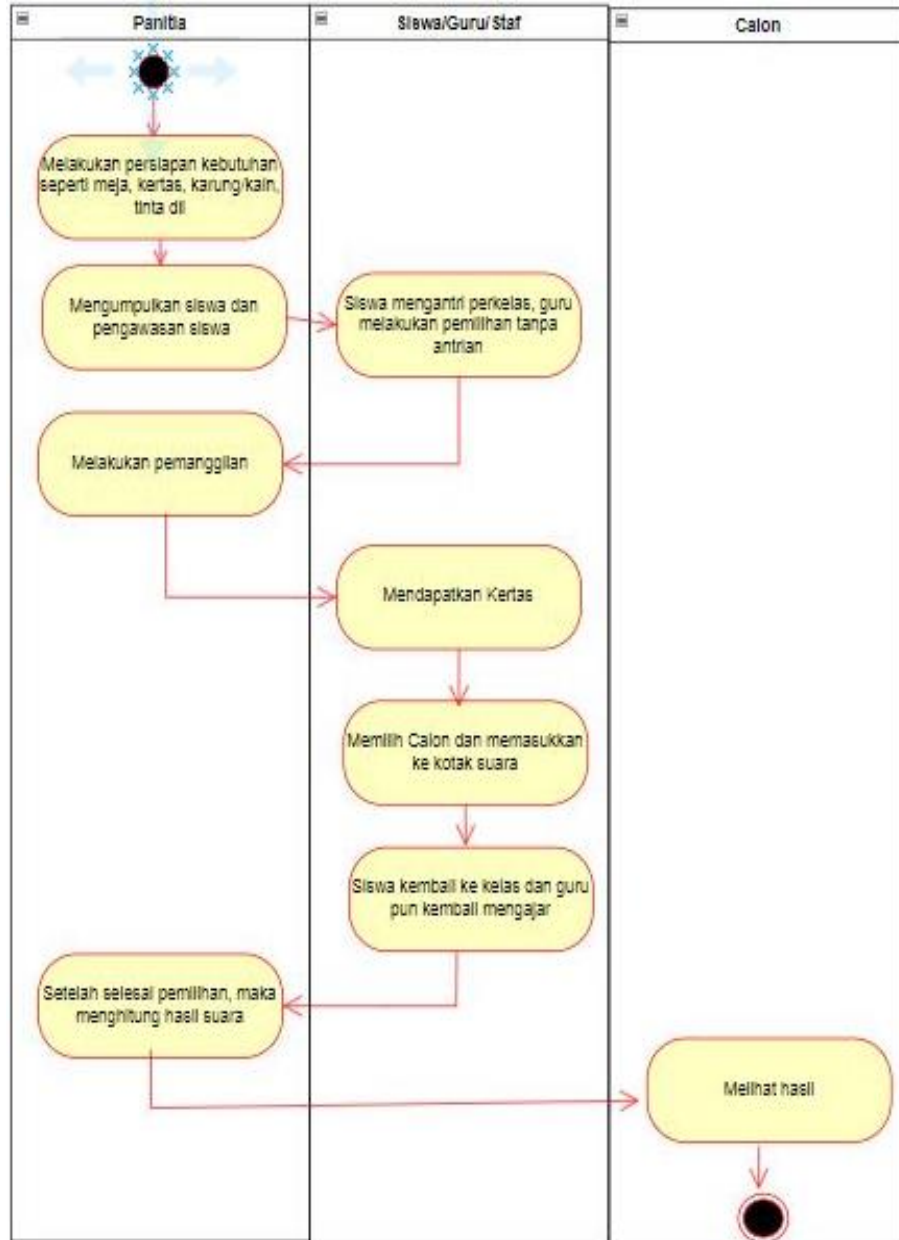 Panitia
Siswa/Guru/Staf
Calon
Melakukan persiapan kebutuhan
seperti meja, kertas, karung/kain,
tinta dll
Mengumpulkan siswa dan
pengawasan siswa
Siswa mengantri perkelas, guru
melakukan pemilihan tanpa
antrian
Melakukan pemanggilan
Mendapatkan Kertas
Memilih Calon dan memasukkan
ke kotak suara
Siswa kembali ke kelas dan guru
pun kembali mengajar
Setelah selesai pemilihan, maka
menghitung hasil suara
Melihat hasil